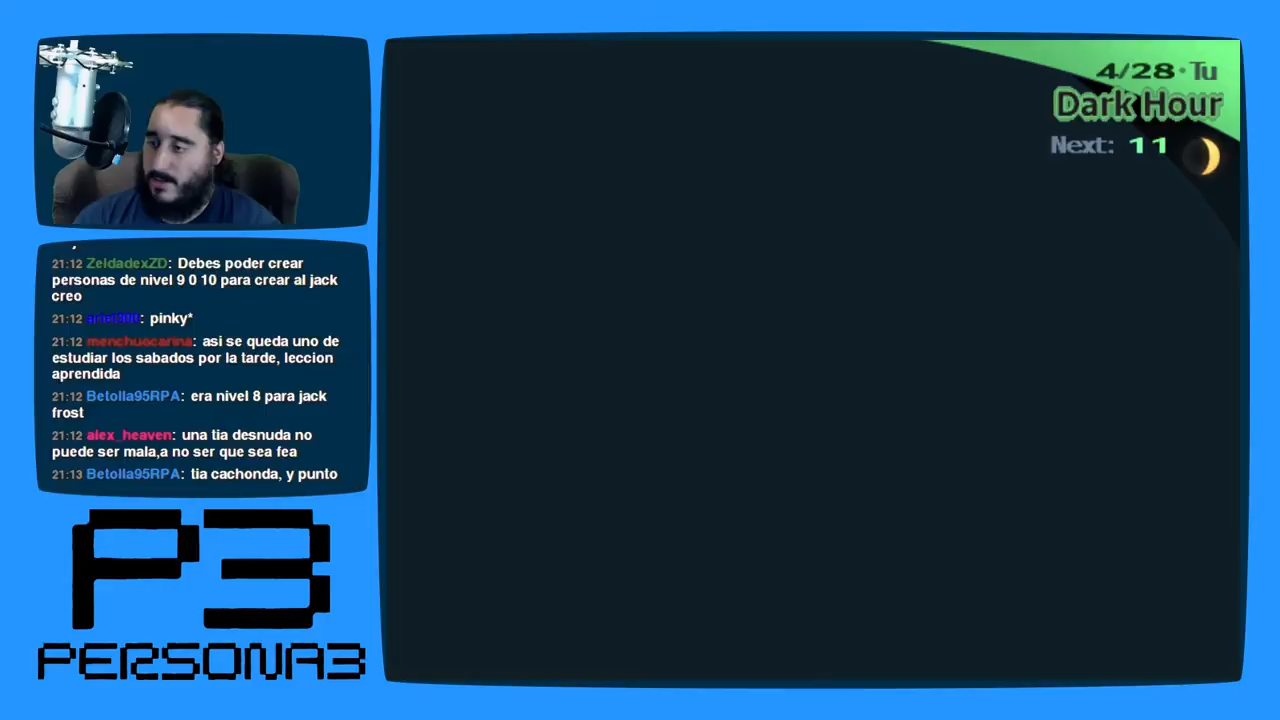 4/28·Tu
Dark Hour
Next: 11
21:12 ZeldadexZD: Debes poder crear
personas de nivel 9 0 10 para crear al jack
creo
21:12 : pinky*
21:12 menchuocarina: asi se queda uno de
estudiar los sabados por la tarde, leccion
aprendida
21:12 Betolla95RPA: era nivel 8 para jack
frost
21:12 alex_heaven: una tia desnuda no
puede ser mala,a no ser que sea fea
21:13 Betolla95RPA: tia cachonda, y punto
P3
PERSONA3